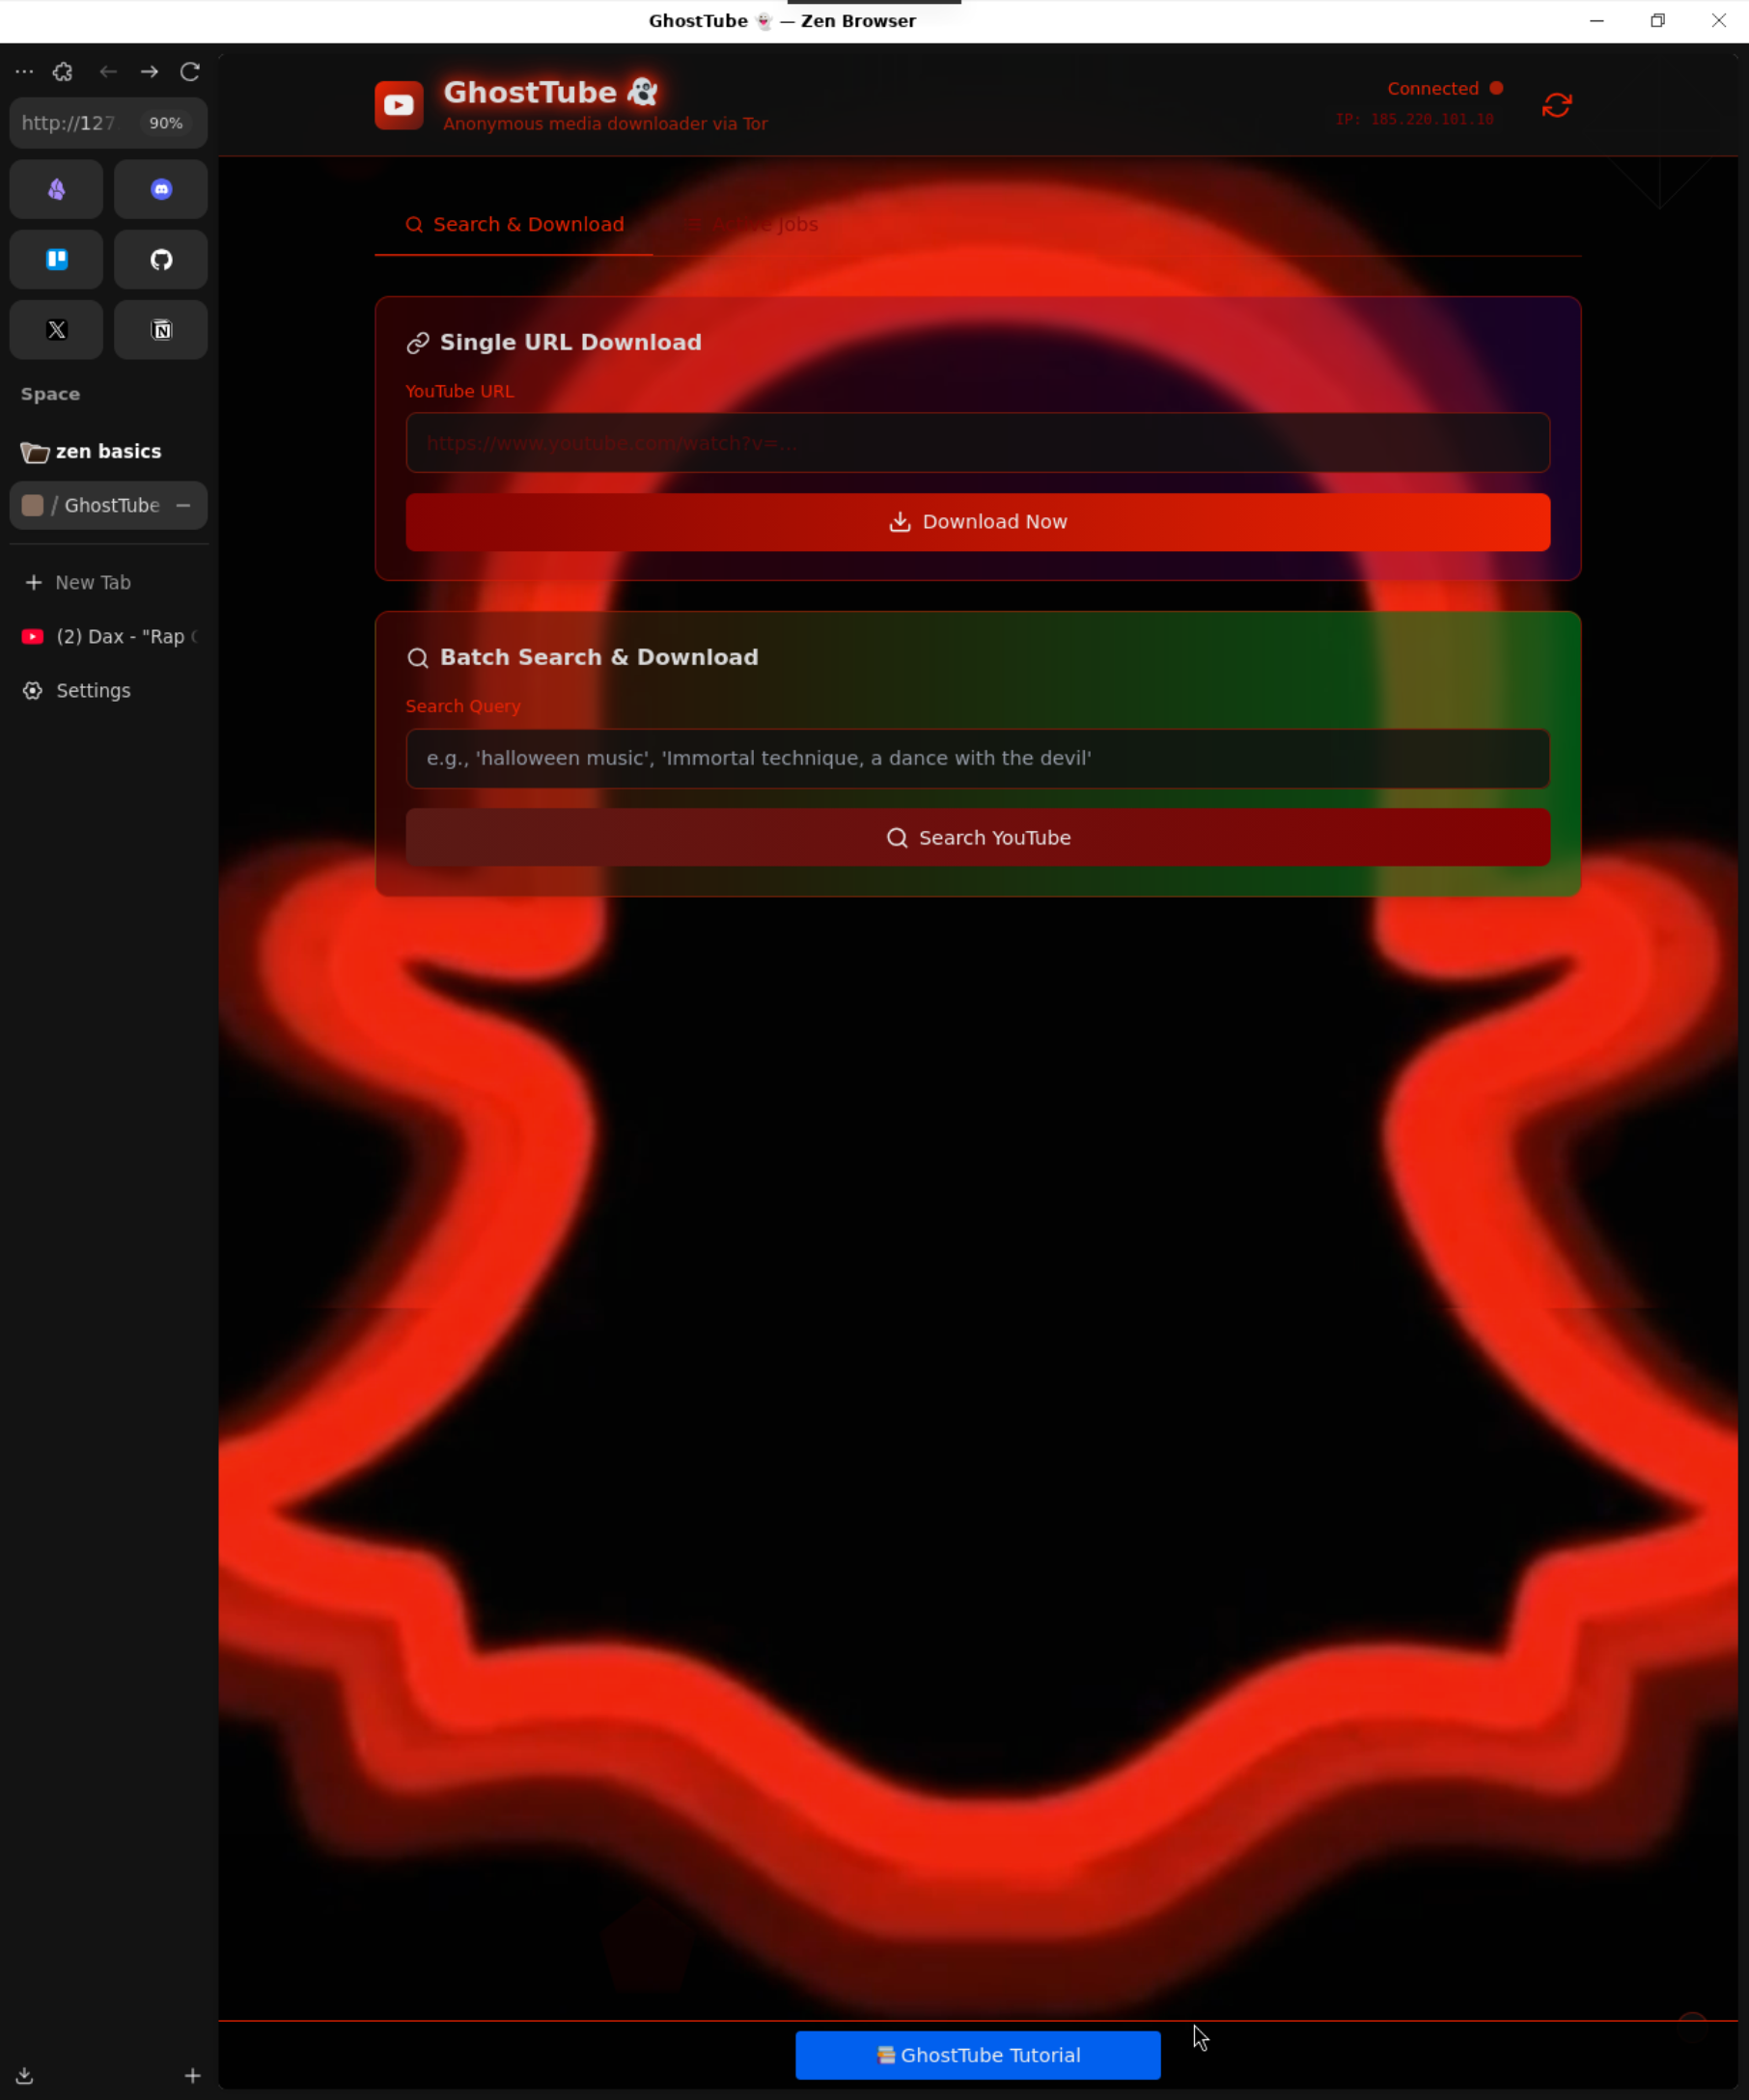 GhostTube 👻 — Zen Browser
http://127.
90%
Space
zen basics
/ GhostTube
New Tab
(2) Dax - "Rap
Settings
GhostTube 👻
Anonymous media downloader via Tor
Connected
IP: 185.220.101.10
Search & Download
Active Jobs
Single URL Download
YouTube URL
https://www.youtube.com/watch?v=...
Download Now
Batch Search & Download
Search Query
e.g., 'halloween music', 'Immortal technique, a dance with the devil'
Search YouTube
📚 GhostTube Tutorial